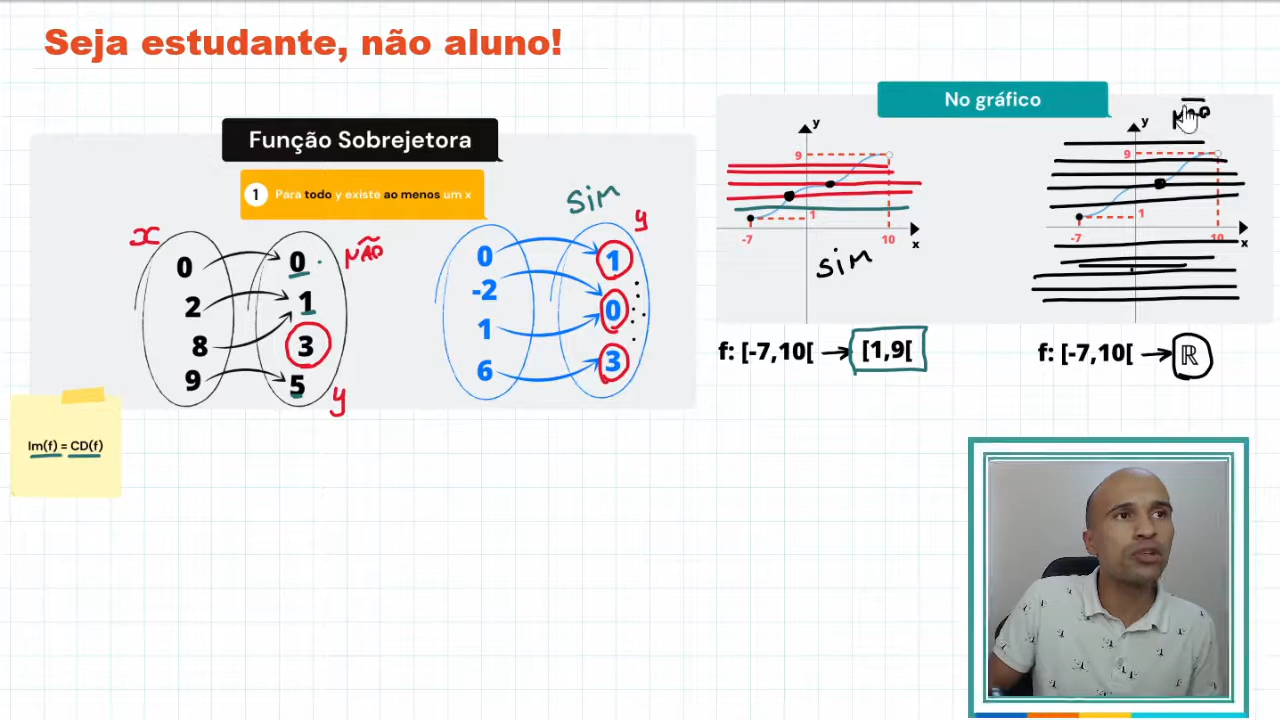 Seja estudante, não aluno!
Função Sobrejetora
1 Para todo y existe ao menos um x
x
0
2
8
9
0
1
3
5
NÃO
y
Im(f) = CD(f)
SIM
0
-2
1
6
1
0
3
y
No gráfico
y
9
1
-7
10
x
SIM
f: [-7,10[ → [1,9[
y
9
1
-7
10
x
f: [-7,10[ → ℝ